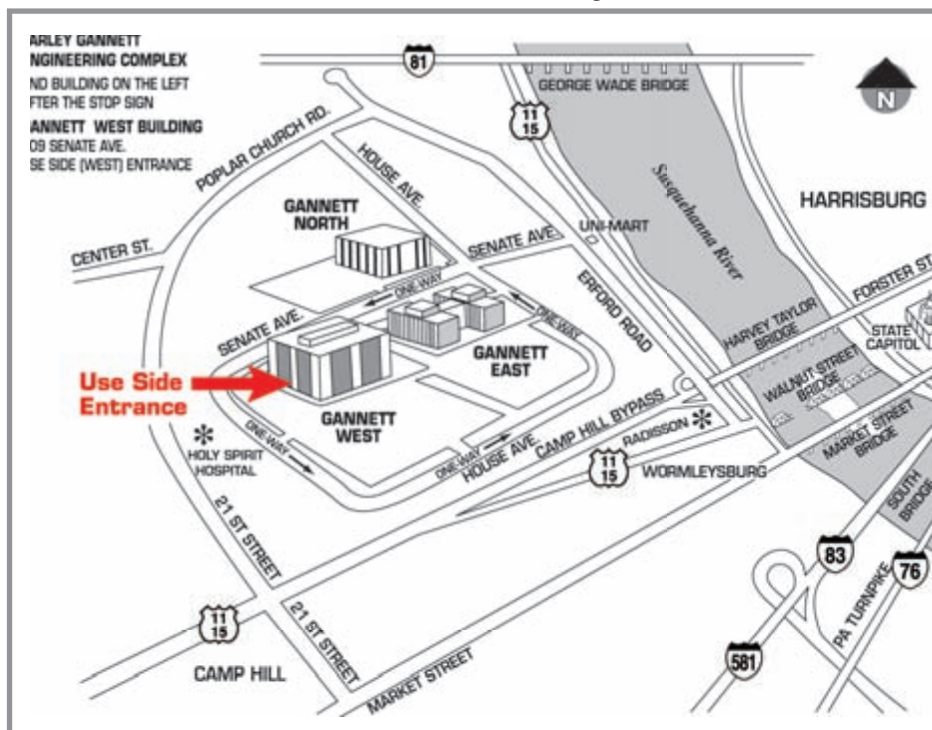 ARLEY GANNETT
NGINEERING COMPLEX
ND BUILDING ON THE LEFT
FTER THE STOP SIGN
ANNETT WEST BUILDING
09 SENATE AVE.
SE SIDE (WEST) ENTRANCE
81
GEORGE WADE BRIDGE
11
15
N
POPLAR CHURCH RD.
HOUSE AVE.
Susquehanna River
HARRISBURG
GANNETT
NORTH
UNI-MART
CENTER ST.
SENATE AVE.
ONE-WAY
ERFORD ROAD
FORSTER ST.
SENATE AVE.
ONE-WAY
HARVEY TAYLOR
BRIDGE
STATE
CAPITOL
GANNETT
EAST
WALNUT STREET
BRIDGE
Use Side
Entrance
GANNETT
WEST
CAMP HILL BYPASS
MARKET STREET
BRIDGE
HOLY SPIRIT
HOSPITAL
ONE-WAY
ONE-WAY
HOUSE AVE.
RADISSON
11
15
WORMLEYSBURG
SOUTH
BRIDGE
21 ST STREET
83
76
11
15
21 ST STREET
PA TURNPIKE
581
CAMP HILL
MARKET STREET